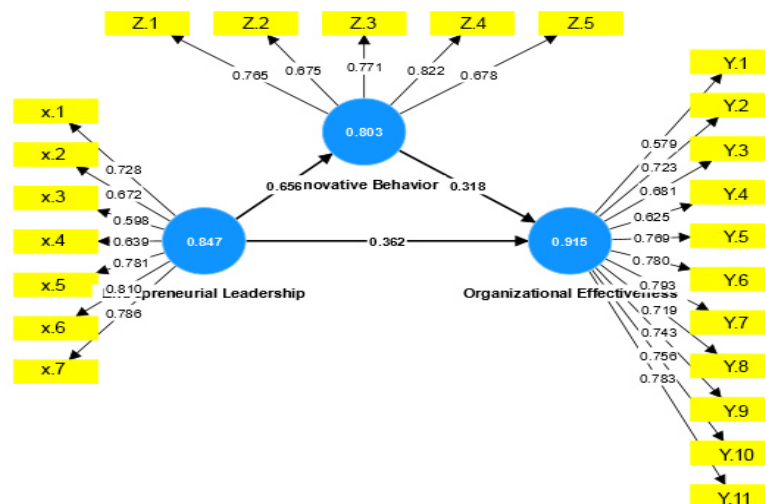 Z.1
Z.2
Z.3
Z.4
Z.5
0.765
0.675
0.771
0.822
0.678
0.803
novative Behavior
x.1
x.2
x.3
x.4
x.5
x.6
x.7
0.728
0.672
0.598
0.639
0.781
0.810
0.786
0.847
repreneurial Leadership
0.656
0.318
0.362
0.915
Organizational Effectiveness
0.579
0.723
0.681
0.625
0.769
0.780
0.793
0.719
0.743
0.756
0.783
Y.1
Y.2
Y.3
Y.4
Y.5
Y.6
Y.7
Y.8
Y.9
Y.10
Y.11